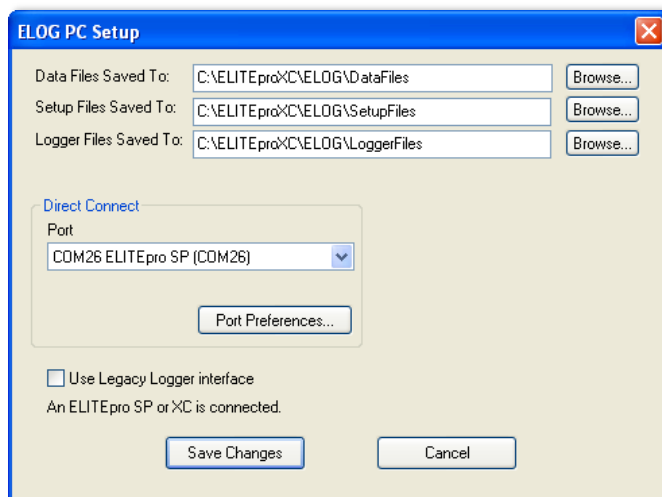 ELOG PC Setup
Data Files Saved To: C:\ELITEproXC\ELOG\DataFiles Browse...
Setup Files Saved To: C:\ELITEproXC\ELOG\SetupFiles Browse...
Logger Files Saved To: C:\ELITEproXC\ELOG\LoggerFiles Browse...
Direct Connect
Port
COM26 ELITEpro SP (COM26)
Port Preferences...
Use Legacy Logger interface
An ELITEpro SP or XC is connected.
Save Changes Cancel